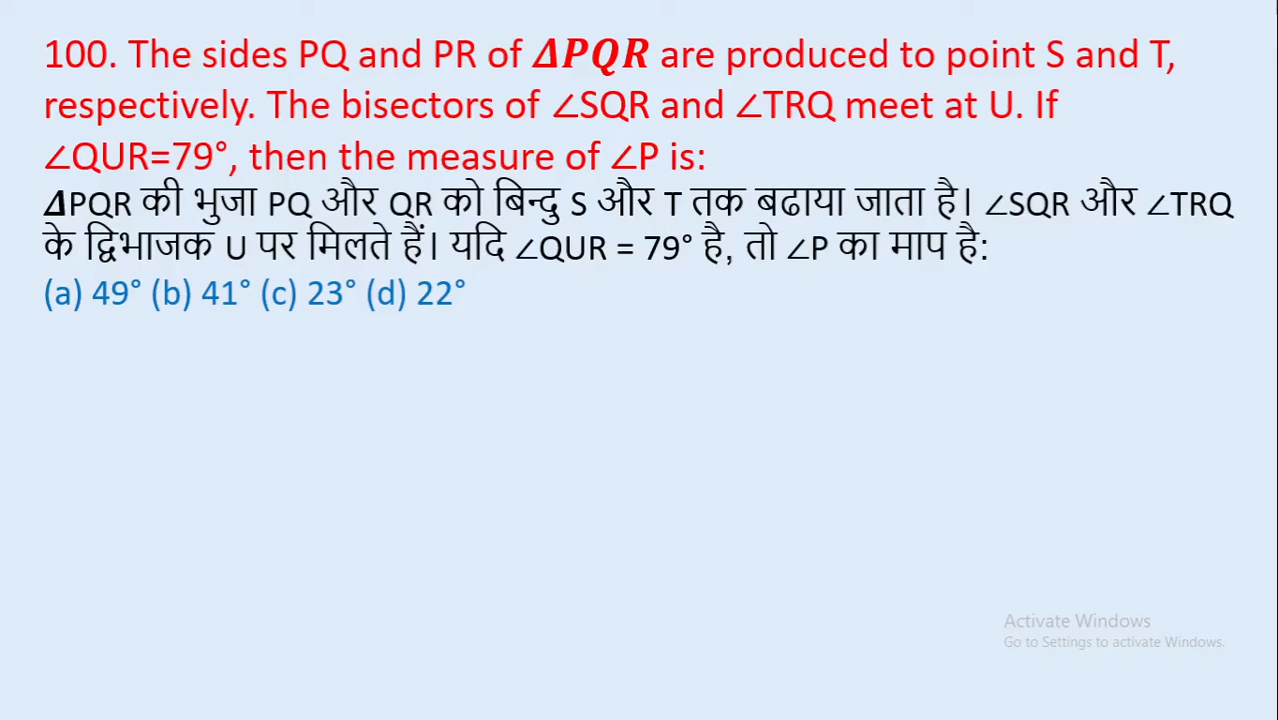 100. The sides PQ and PR of ΔPQR are produced to point S and T,
respectively. The bisectors of ∠SQR and ∠TRQ meet at U. If
∠QUR=79°, then the measure of ∠P is:
ΔPQR की भुजा PQ और QR को बिन्दु S और T तक बढाया जाता है। ∠SQR और ∠TRQ
के द्विभाजक U पर मिलते हैं। यदि ∠QUR = 79° है, तो ∠P का माप है:
(a) 49° (b) 41° (c) 23° (d) 22°
Activate Windows
Go to Settings to activate Windows.